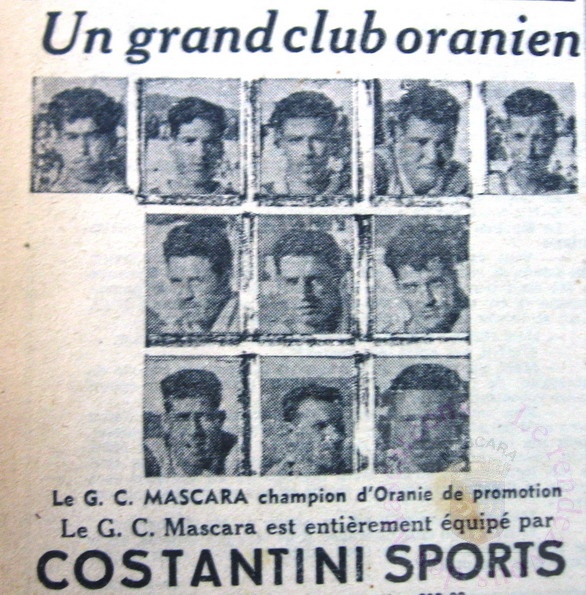 Un grand club oranien
Le G. C. MASCARA champion d'Oranie de promotion
Le G. C. Mascara est entièrement équipé par
COSTANTINI SPORTS